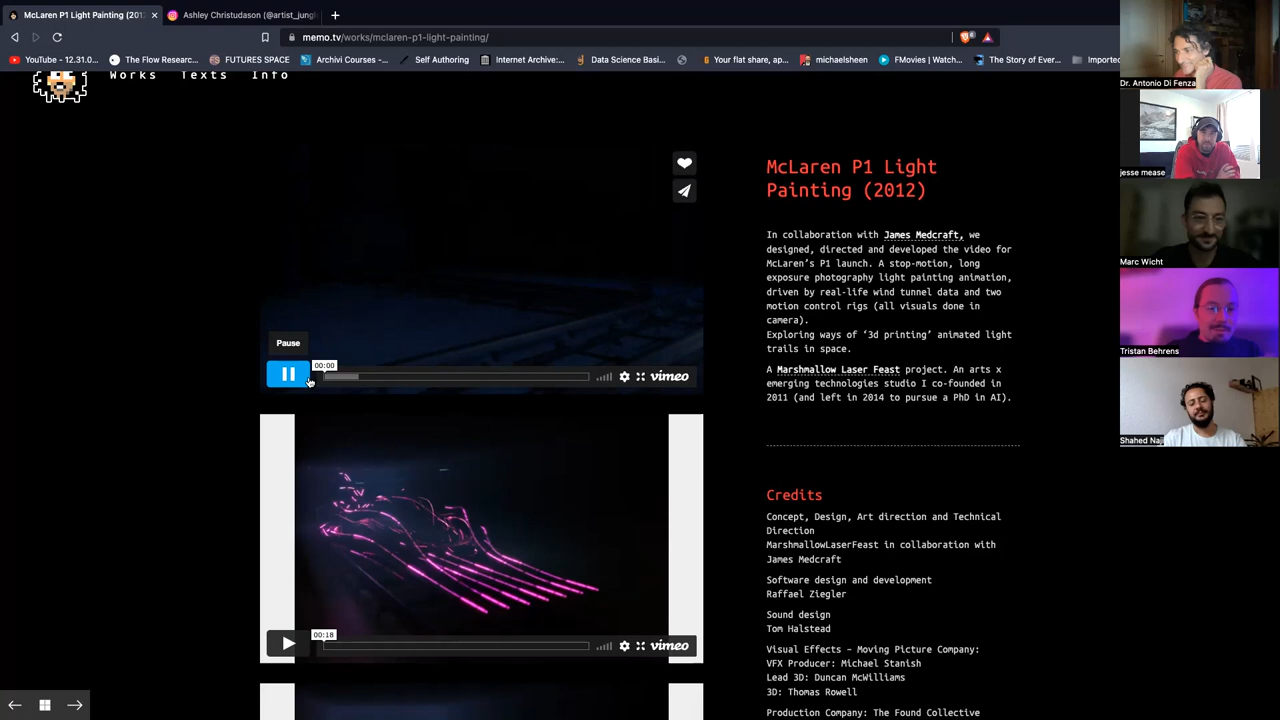 McLaren P1 Light Painting (201
Ashley Christudason (@artist_jungl
memo.tv/works/mclaren-p1-light-painting/
YouTube - 12.31.0...
The Flow Researc...
FUTURES SPACE
Archivi Courses -...
Self Authoring
Internet Archive:...
Data Science Basi...
"Your flat share, ap...
michaelsheen
FMovies | Watch...
The Story of Ever...
Imported
Works Texts Info
McLaren P1 Light
Painting (2012)
In collaboration with James Medcraft, we
designed, directed and developed the video for
McLaren's P1 launch. A stop-motion, long
exposure photography light painting animation,
driven by real-life wind tunnel data and two
motion control rigs (all visuals done in
camera).
Exploring ways of '3d printing' animated light
trails in space.
A Marshmallow Laser Feast project. An arts x
emerging technologies studio I co-founded in
2011 (and left in 2014 to pursue a PhD in AI).
Pause
00:00
vimeo
00:18
vimeo
Credits
Concept, Design, Art direction and Technical
Direction
MarshmallowLaserFeast in collaboration with
James Medcraft
Software design and development
Raffael Ziegler
Sound design
Tom Halstead
Visual Effects – Moving Picture Company:
VFX Producer: Michael Stanish
Lead 3D: Duncan McWilliams
3D: Thomas Rowell
Production Company: The Found Collective
Dr. Antonio Di Fenza
jesse mease
Marc Wicht
Tristan Behrens
Shahed Naji